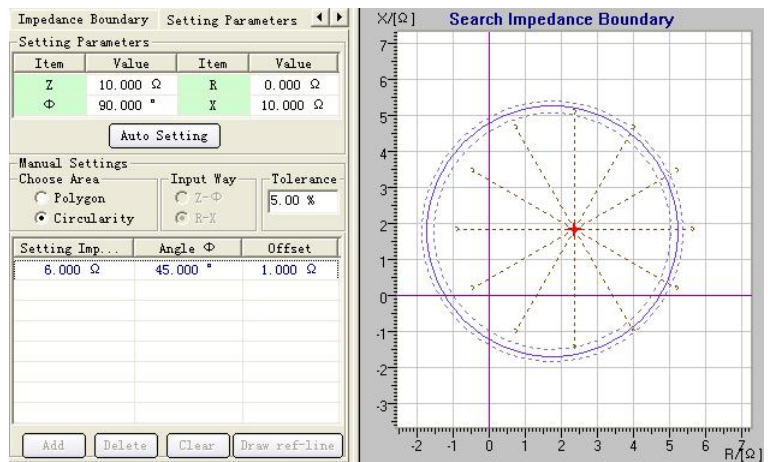 Impedance Boundary Setting Parameters
Setting Parameters
Item Value Item Value
Z 10.000 Ω R 0.000 Ω
Φ 90.000 ° X 10.000 Ω
Auto Setting
Manual Settings
Choose Area
Polygon
Circularity
Input Way
Z-Φ
R-X
Tolerance
5.00 %
Setting Imp... Angle Φ Offset
6.000 Ω 45.000 ° 1.000 Ω
Add Delete Clear Draw ref-line
X/[Ω] Search Impedance Boundary
7
6
5
4
3
2
1
0
-1
-2
-3
-2 -1 0 1 2 3 4 5 6 7
R/[Ω]